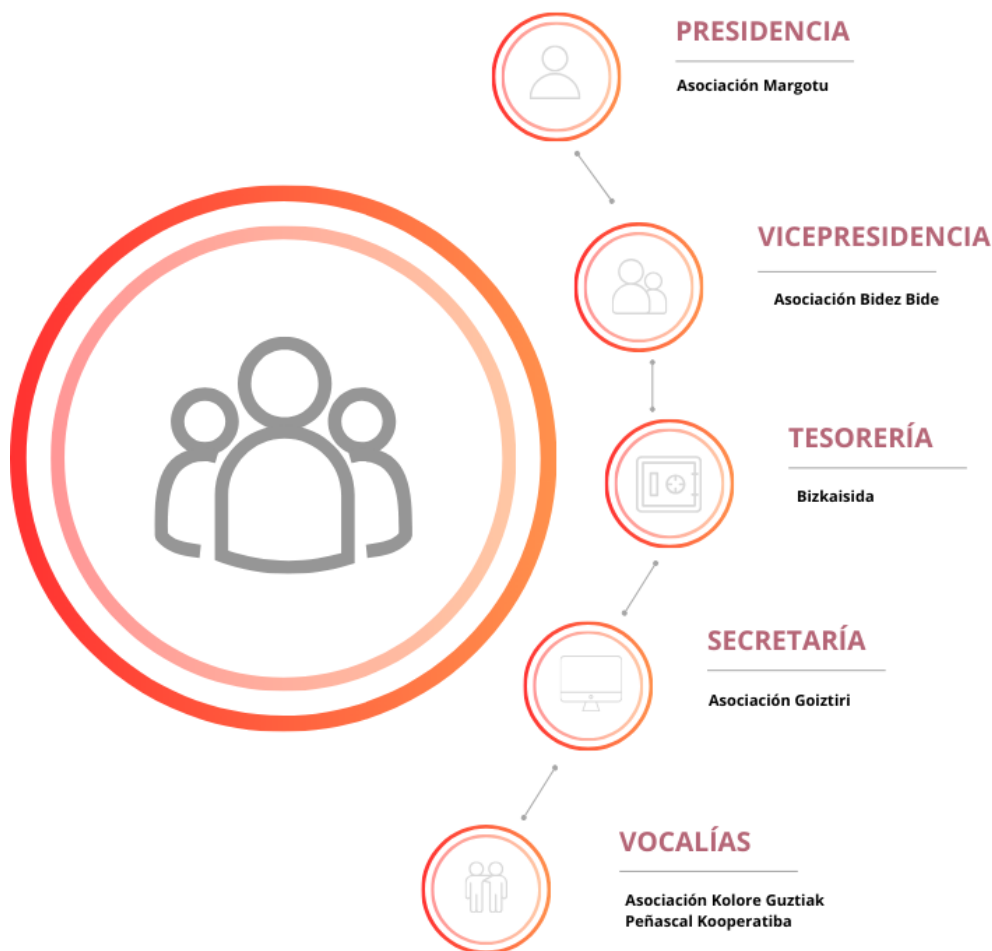 PRESIDENCIA
Asociación Margotu
VICEPRESIDENCIA
Asociación Bidez Bide
TESORERÍA
Bizkaisida
SECRETARÍA
Asociación Goiztiri
VOCALÍAS
Asociación Kolore Guztiak
Peñascal Kooperatiba